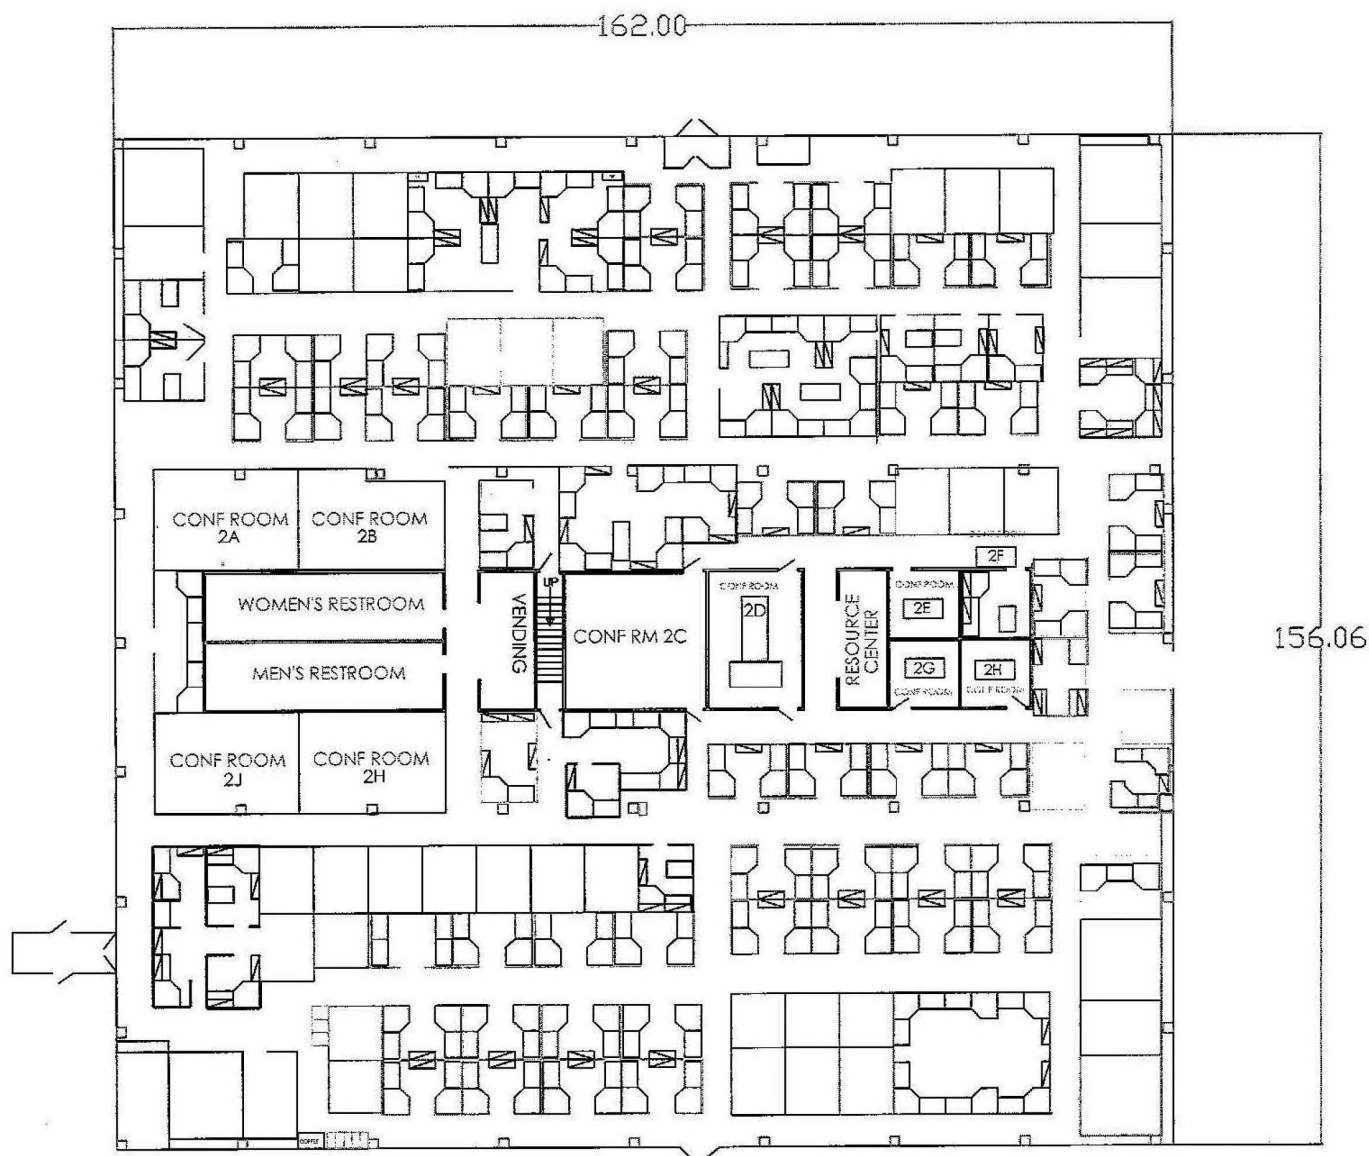 162.00
156.06
CONF ROOM
2A
CONF ROOM
2B
WOMEN'S RESTROOM
MEN'S RESTROOM
CONF ROOM
2J
CONF ROOM
2H
VENDING
UP
CONF RM 2C
CONF ROOM
2D
RESOURCE
CENTER
2F
CONF ROOM
2E
2G
CONF ROOM
2H
CONF ROOM
COFFEE